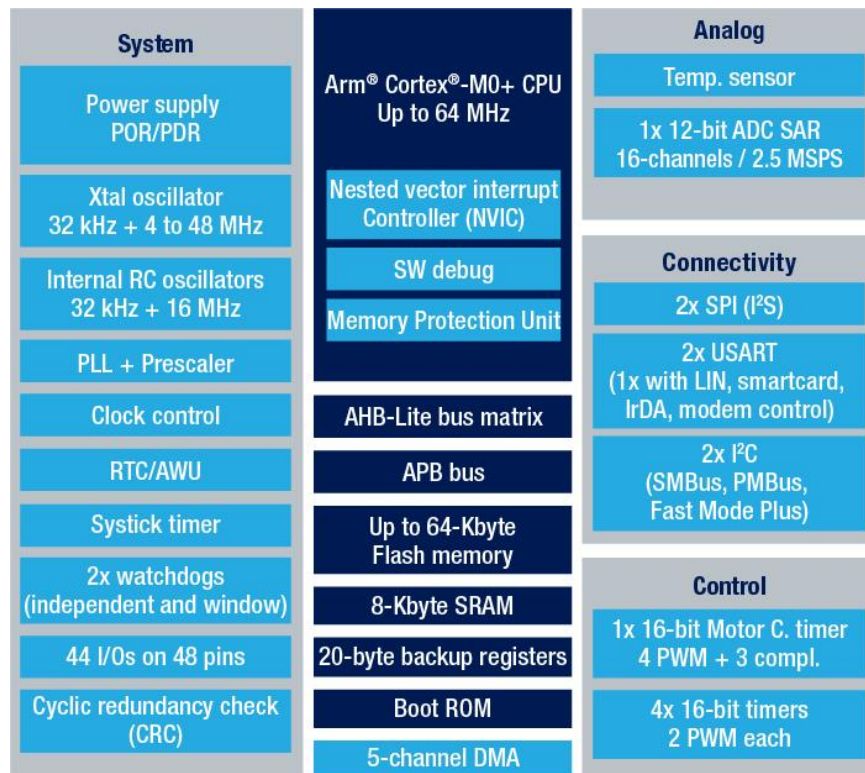 System
Power supply
POR/PDR
Xtal oscillator
32 kHz + 4 to 48 MHz
Internal RC oscillators
32 kHz + 16 MHz
PLL + Prescaler
Clock control
RTC/AWU
Systick timer
2x watchdogs
(independent and window)
44 I/Os on 48 pins
Cyclic redundancy check
(CRC)
Arm® Cortex®-M0+ CPU
Up to 64 MHz
Nested vector interrupt
Controller (NVIC)
SW debug
Memory Protection Unit
AHB-Lite bus matrix
APB bus
Up to 64-Kbyte
Flash memory
8-Kbyte SRAM
20-byte backup registers
Boot ROM
5-channel DMA
Analog
Temp. sensor
1x 12-bit ADC SAR
16-channels / 2.5 MSPS
Connectivity
2x SPI (I²S)
2x USART
(1x with LIN, smartcard,
IrDA, modem control)
2x I²C
(SMBus, PMBus,
Fast Mode Plus)
Control
1x 16-bit Motor C. timer
4 PWM + 3 compl.
4x 16-bit timers
2 PWM each